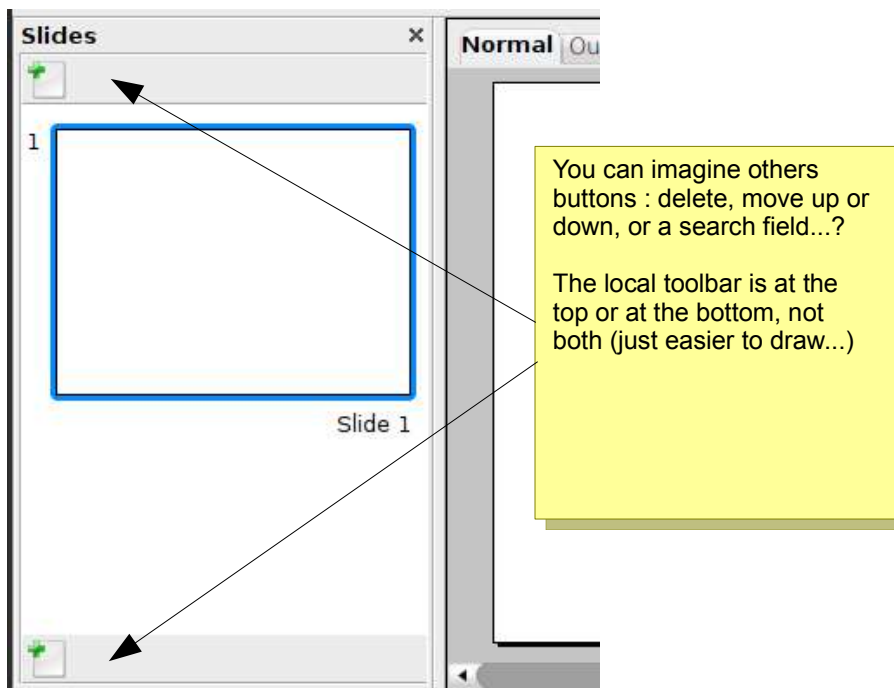 Slides
Normal Ou
1
You can imagine others
buttons : delete, move up or
down, or a search field...?
The local toolbar is at the
top or at the bottom, not
both (just easier to draw...)
Slide 1